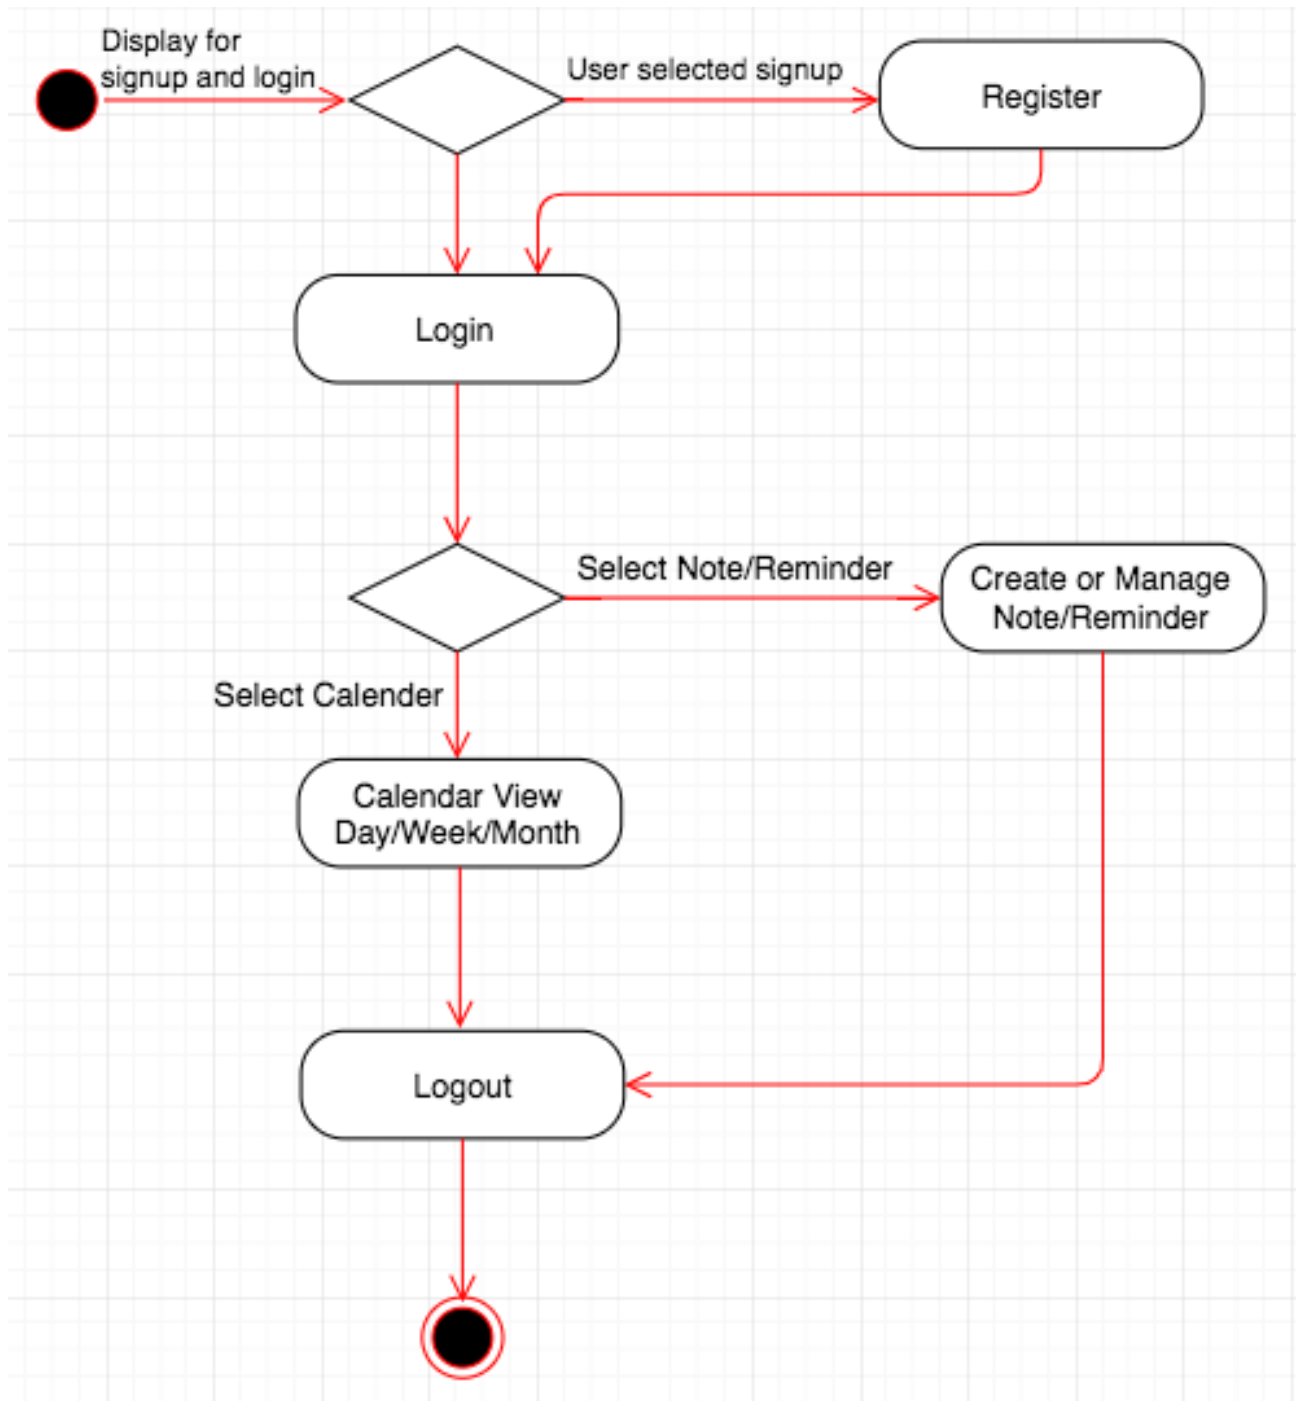 Display for
signup and login
User selected signup
Register
Login
Select Note/Reminder
Create or Manage
Note/Reminder
Select Calender
Calendar View
Day/Week/Month
Logout